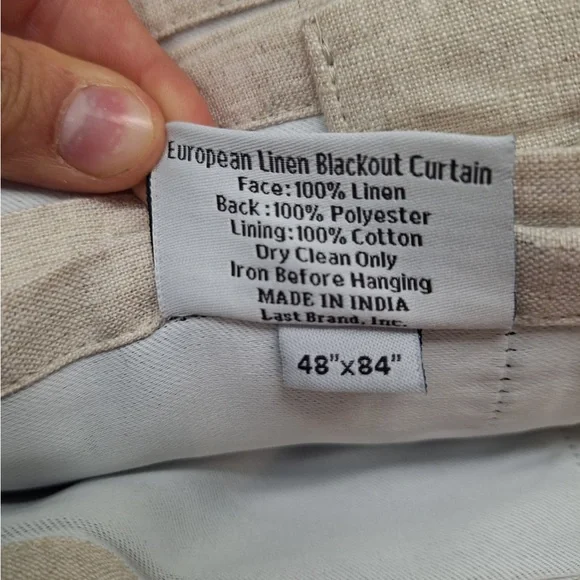 European Linen Blackout Curtain
Face:100% Linen
Back:100% Polyester
Lining:100% Cotton
Dry Clean Only
Iron Before Hanging
MADE IN INDIA
Last Brand, Inc.
48"x84"